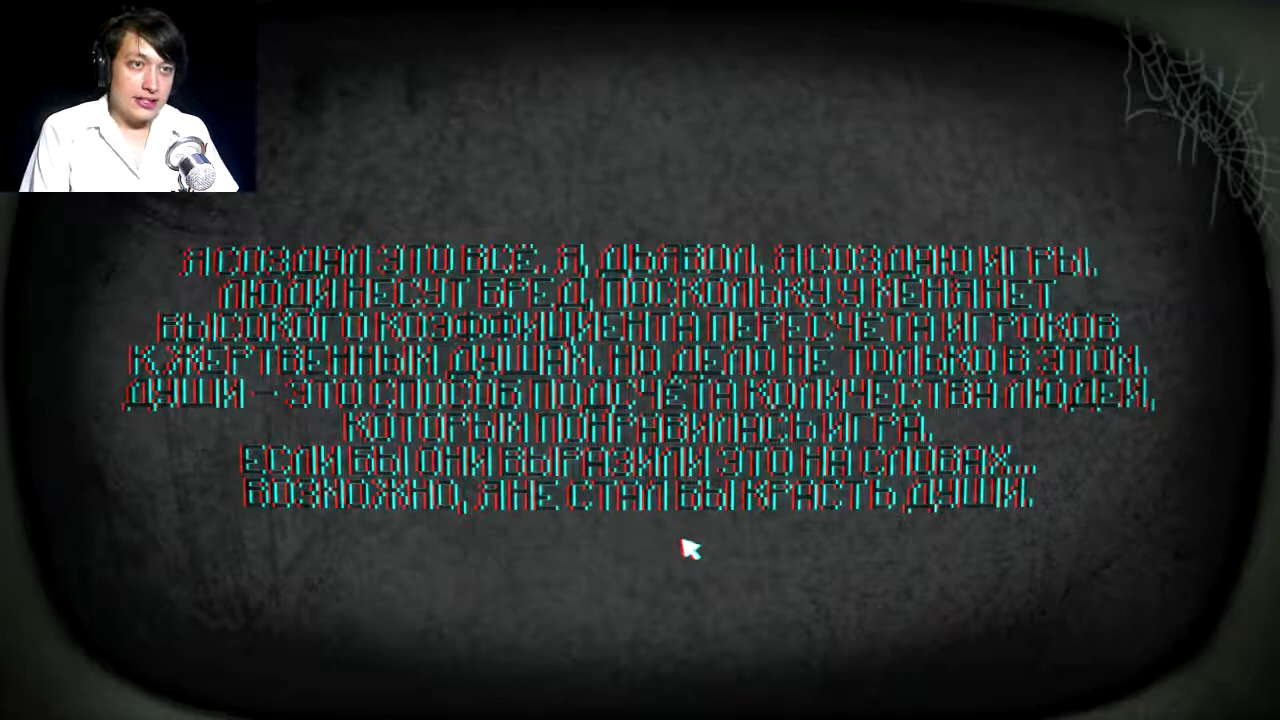 Я СОЗДАЛ ЭТО ВСЕ. Я, ДЬЯВОЛ. Я СОЗДАЮ ИГРЫ.
ЛЮДИ НЕСУТ БРЕД, ПОСКОЛЬКУ У МЕНЯ НЕТ
ВЫСОКОГО КОЭФФИЦИЕНТА ПЕРЕСЧЕТА ИГРОКОВ
К ЖЕРТВЕННЫМ ДУШАМ. НО ДЕЛО НЕ ТОЛЬКО В ЭТОМ.
ДУШИ - ЭТО СПОСОБ ПОДСЧЕТА КОЛИЧЕСТВА ЛЮДЕЙ,
КОТОРЫМ ПОНРАВИЛАСЬ ИГРА.
ЕСЛИ БЫ ОНИ ВЫРАЗИЛИ ЭТО НА СЛОВАХ...
ВОЗМОЖНО, Я НЕ СТАЛ БЫ КРАСТЬ ДУШИ.